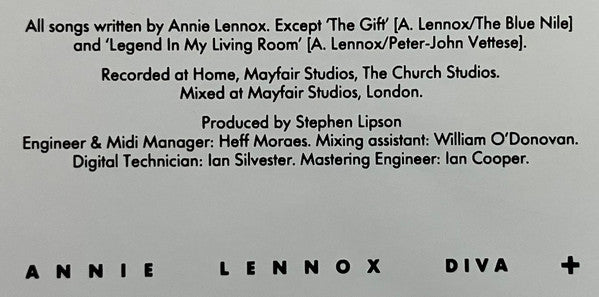 All songs written by Annie Lennox. Except 'The Gift' [A. Lennox/The Blue Nile]
and 'Legend In My Living Room' [A. Lennox/Peter-John Vettese].
Recorded at Home, Mayfair Studios, The Church Studios.
Mixed at Mayfair Studios, London.
Produced by Stephen Lipson
Engineer & Midi Manager: Heff Moraes. Mixing assistant: William O'Donovan.
Digital Technician: Ian Silvester. Mastering Engineer: Ian Cooper.
ANNIE LENNOX DIVA +